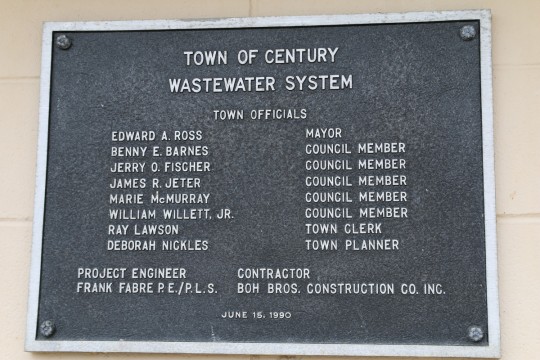 TOWN OF CENTURY
WASTEWATER SYSTEM
TOWN OFFICIALS
EDWARD A. ROSS MAYOR
BENNY E. BARNES COUNCIL MEMBER
JERRY O. FISCHER COUNCIL MEMBER
JAMES R. JETER COUNCIL MEMBER
MARIE McMURRAY COUNCIL MEMBER
WILLIAM WILLETT, JR. COUNCIL MEMBER
RAY LAWSON TOWN CLERK
DEBORAH NICKLES TOWN PLANNER
PROJECT ENGINEER CONTRACTOR
FRANK FABRE P.E./P.L.S. BOH BROS. CONSTRUCTION CO. INC.
JUNE 15, 1990